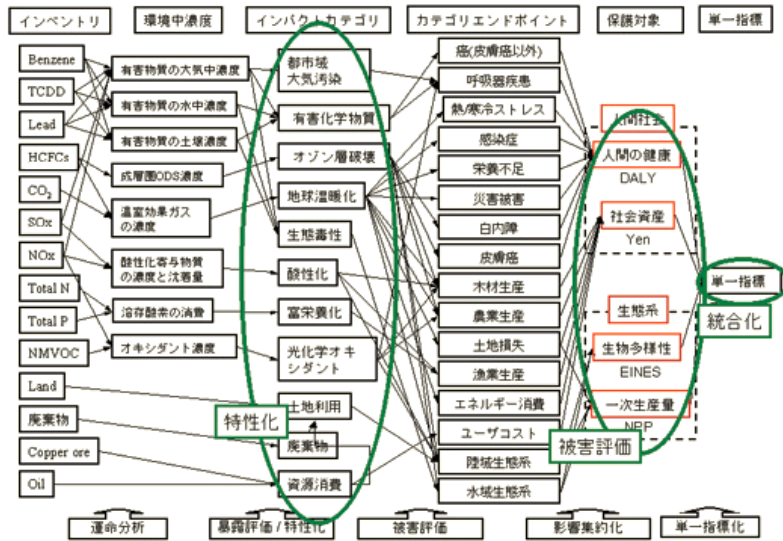 インベントリ
環境中濃度
インパクトカテゴリ
カテゴリエンドポイント
保護対象
単一指標
Benzene
TCDD
Lead
HCFCs
CO₂
SOx
NOx
Total N
Total P
NMVOC
Land
廃棄物
Copper ore
Oil
有害物質の大気中濃度
有害物質の水中濃度
有害物質の土壌濃度
成層圏ODS濃度
温室効果ガス
の濃度
酸性化寄与物質
の濃度と沈着量
溶存酸素の消費
オキシダント濃度
都市域
大気汚染
有害化学物質
オゾン層破壊
地球温暖化
生態毒性
酸性化
富栄養化
光化学オキ
シダント
土地利用
廃棄物
資源消費
特性化
癌(皮膚癌以外)
呼吸器疾患
熱/寒冷ストレス
感染症
栄養不足
災害被害
白内障
皮膚癌
木材生産
農業生産
土地損失
漁業生産
エネルギー消費
ユーザコスト
陸域生態系
水域生態系
人間社会
人間の健康
DALY
社会資産
Yen
生態系
生物多様性
EINES
一次生産量
NPP
被害評価
単一指標
統合化
運命分析
暴露評価 / 特性化
被害評価
影響集約化
単一指標化